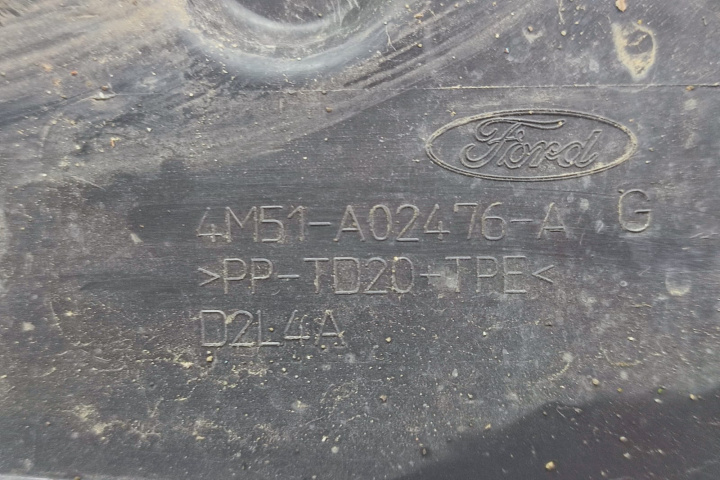 Ford
4M51-A02476-A G
>PP-TD20-TPE<
D2L4A